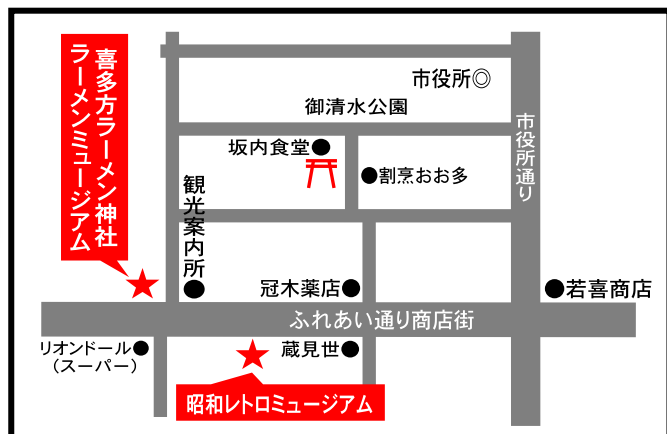 喜多方ラーメン神社
ラーメンミュージアム
市役所◎
御清水公園
坂内食堂●
●割烹おお多
市役所通り
観光案内所●
冠木薬店●
●若喜商店
ふれあい通り商店街
リオンドール●
(スーパー)
蔵見世●
昭和レトロミュージアム